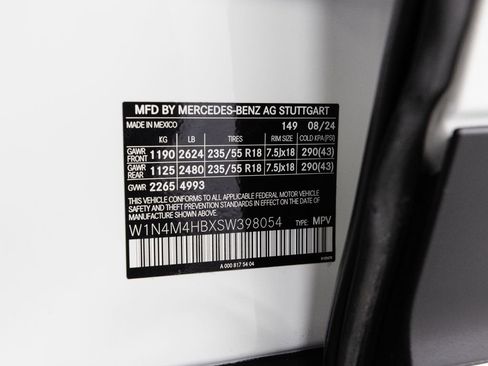 MFD BY MERCEDES-BENZ AG STUTTGART
MADE IN MEXICO 149 08/24
KG LB TIRES RIM SIZE COLD KPA(PSI)
GAWR FRONT 1190 2624 235/55 R18 7.5Jx18 290(43)
GAWR REAR 1125 2480 235/55 R18 7.5Jx18 290(43)
GVWR 2265 4993
THIS VEHICLE CONFORMS TO ALL APPLICABLE FEDERAL MOTOR VEHICLE
SAFETY AND THEFT PREVENTION STANDARDS IN EFFECT ON THE DATE OF
MANUFACTURE SHOWN ABOVE.
W1N4M4HBXSW398054 TYPE: MPV
A 000 817 54 04